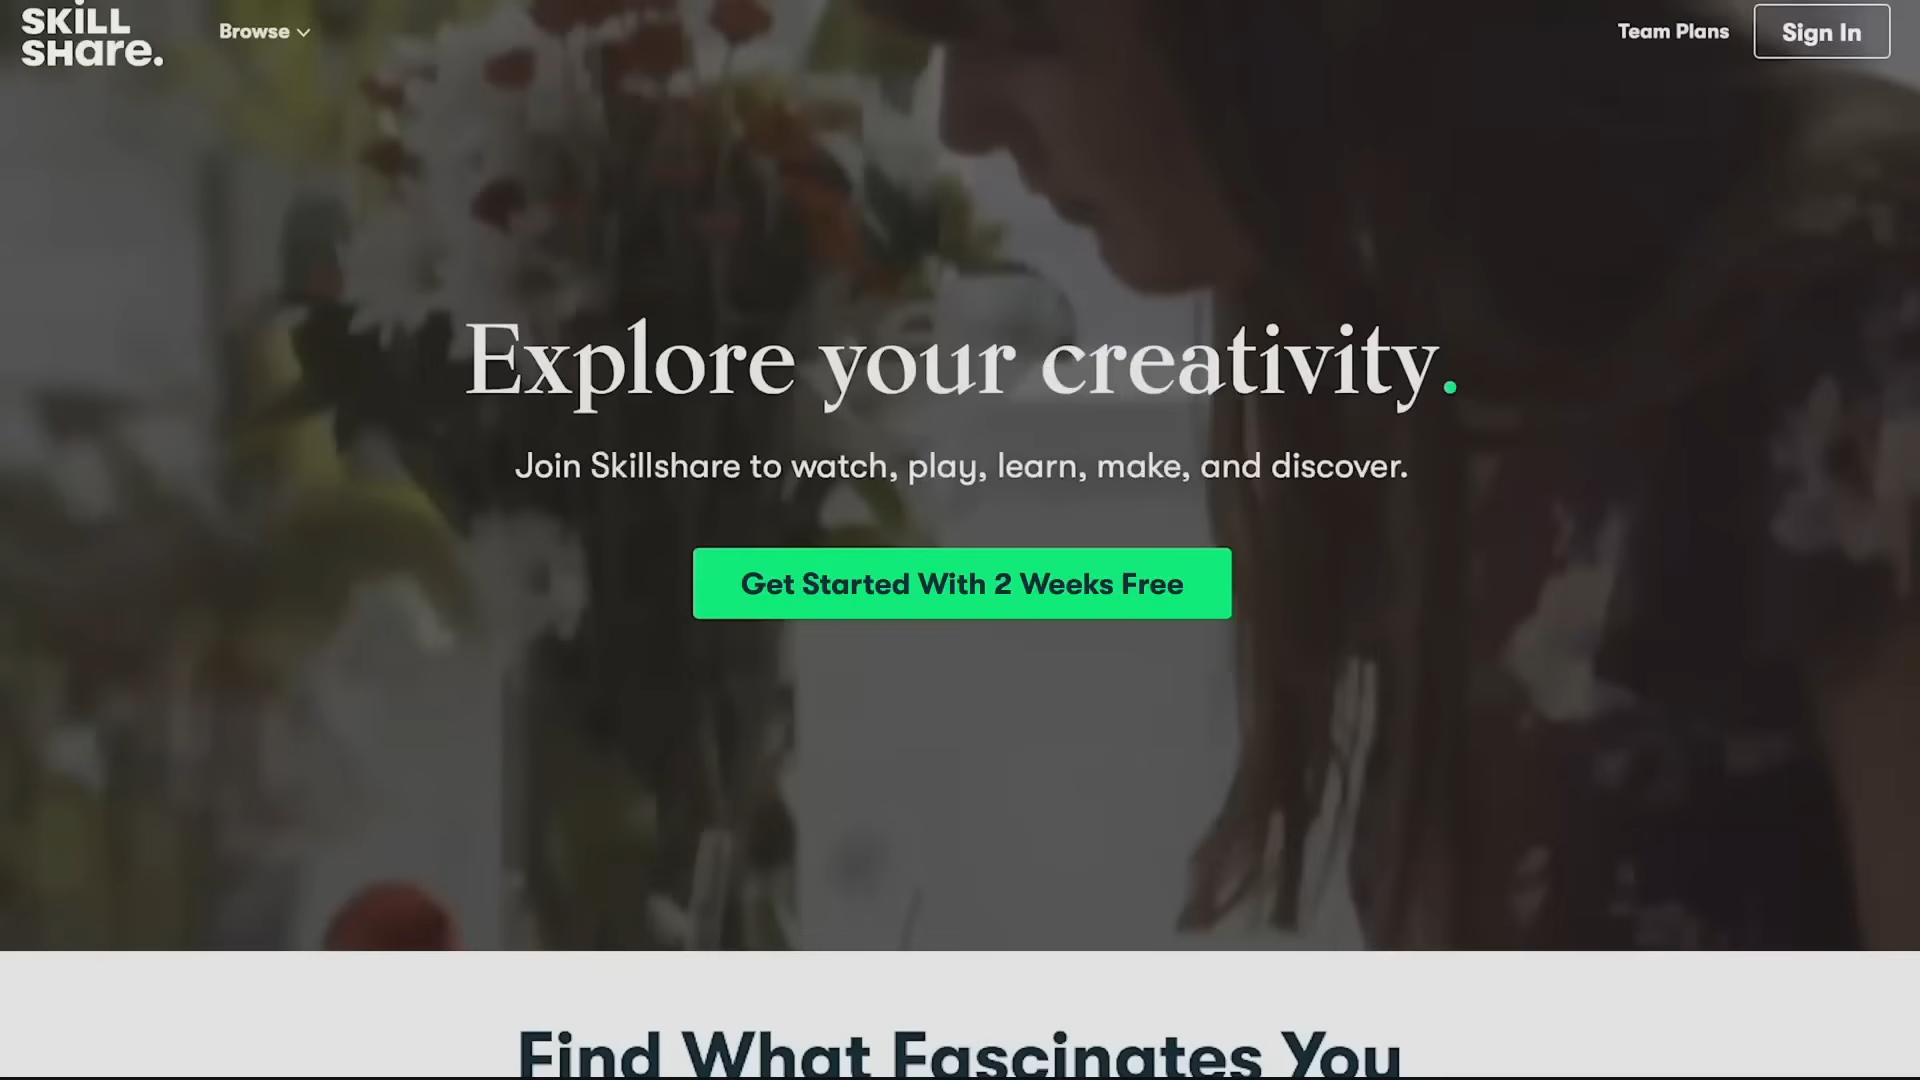 SKILL
SHare.
Browse
Team Plans
Sign In
Explore your creativity.
Join Skillshare to watch, play, learn, make, and discover.
Get Started With 2 Weeks Free
Find What Fascinates You